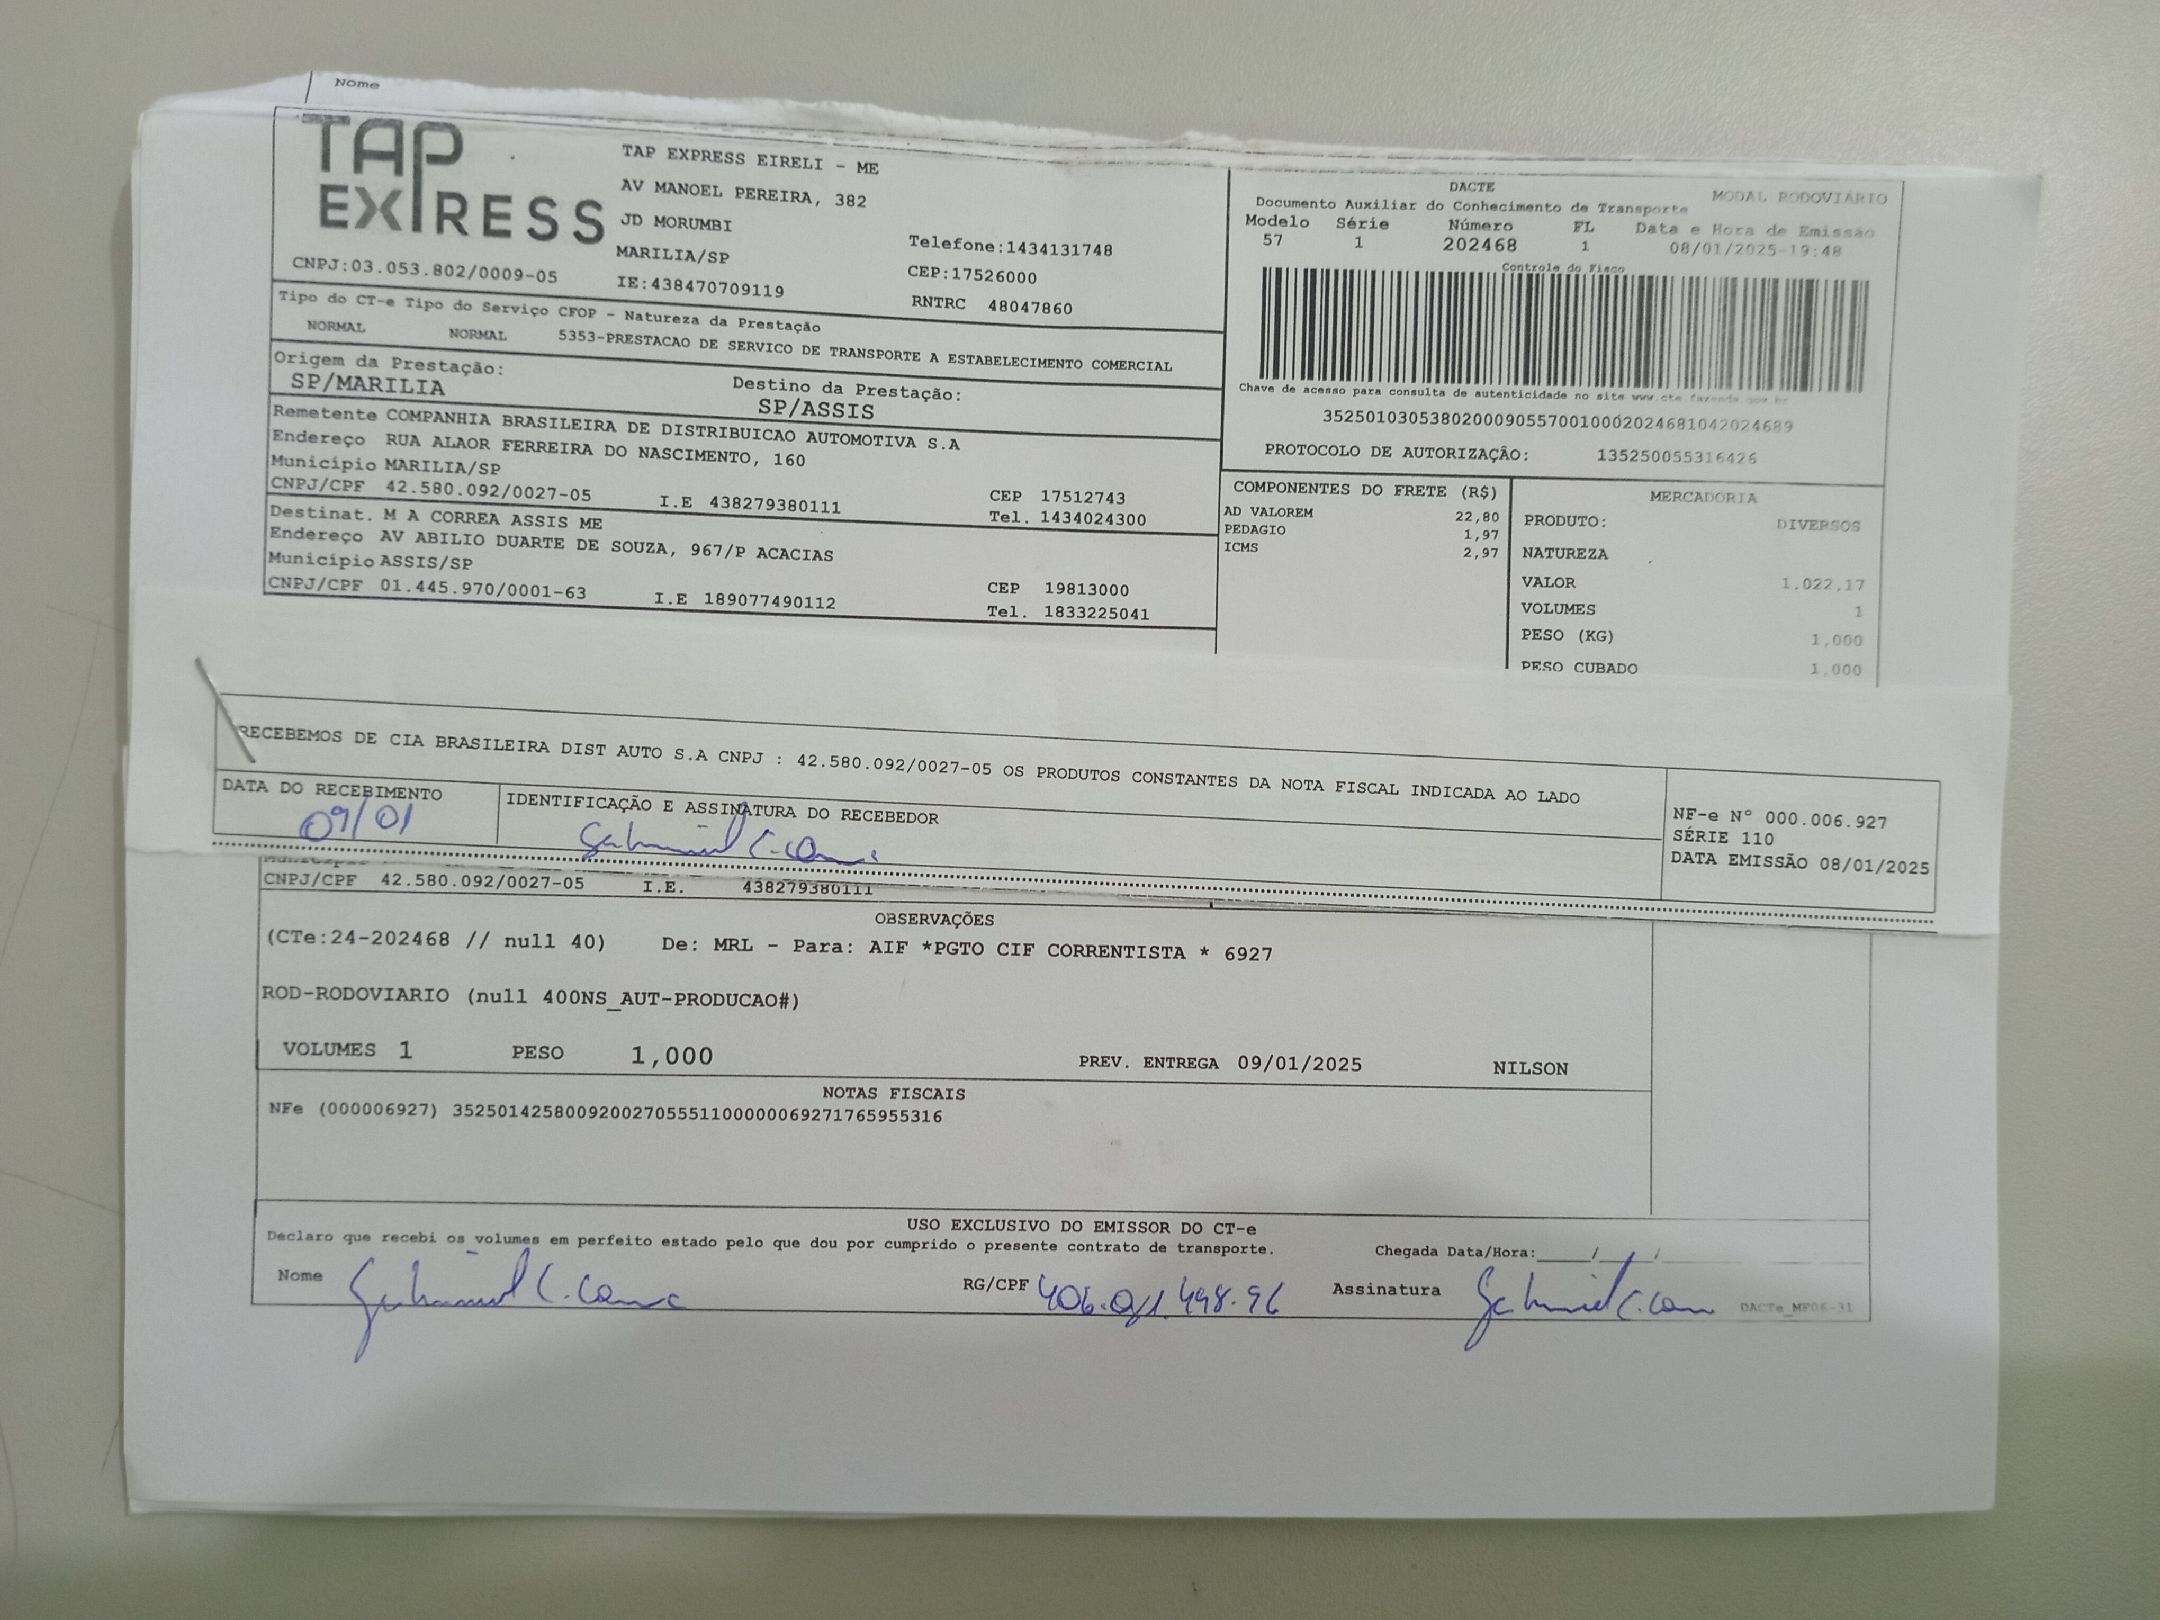 Nome
TAP
EXPRESS
CNPJ:03.053.802/0009-05
TAP EXPRESS EIRELI - ME
AV MANOEL PEREIRA, 382
JD MORUMBI
MARILIA/SP
IE:438470709119
Telefone:1434131748
CEP:17526000
RNTRC 48047860
Tipo do CT-e Tipo do Serviço CFOP - Natureza da Prestação
NORMAL NORMAL 5353-PRESTACAO DE SERVICO DE TRANSPORTE A ESTABELECIMENTO COMERCIAL
Origem da Prestação: Destino da Prestação:
SP/MARILIA SP/ASSIS
Remetente COMPANHIA BRASILEIRA DE DISTRIBUICAO AUTOMOTIVA S.A
Endereço RUA ALAOR FERREIRA DO NASCIMENTO, 160
Município MARILIA/SP CEP 17512743
CNPJ/CPF 42.580.092/0027-05 I.E 438279380111 Tel. 1434024300
Destinat. M A CORREA ASSIS ME
Endereço AV ABILIO DUARTE DE SOUZA, 967/P ACACIAS
Município ASSIS/SP CEP 19813000
CNPJ/CPF 01.445.970/0001-63 I.E 189077490112 Tel. 1833225041
DACTE MODAL RODOVIARIO
Documento Auxiliar do Conhecimento de Transporte
Modelo Série Número FL Data e Hora de Emissão
57 1 202468 1 08/01/2025-19:48
Controle do Fisco
Chave de acesso para consulta de autenticidade no site www.cte.fazenda.gov.br
35250103053802000905570010002024681042024689
PROTOCOLO DE AUTORIZAÇÃO: 135250055316426
COMPONENTES DO FRETE (R$)
AD VALOREM 22,80
PEDAGIO 1,97
ICMS 2,97
MERCADORIA
PRODUTO: DIVERSOS
NATUREZA
VALOR 1.022,17
VOLUMES 1
PESO (KG) 1,000
PESO CUBADO 1,000
RECEBEMOS DE CIA BRASILEIRA DIST AUTO S.A CNPJ : 42.580.092/0027-05 OS PRODUTOS CONSTANTES DA NOTA FISCAL INDICADA AO LADO
DATA DO RECEBIMENTO IDENTIFICAÇÃO E ASSINATURA DO RECEBEDOR
09/01
NF-e Nº 000.006.927
SÉRIE 110
DATA EMISSÃO 08/01/2025
CNPJ/CPF 42.580.092/0027-05 I.E. 438279380111
OBSERVAÇÕES
(CTe:24-202468 // null 40) De: MRL - Para: AIF *PGTO CIF CORRENTISTA * 6927
ROD-RODOVIARIO (null 400NS_AUT-PRODUCAO#)
VOLUMES 1 PESO 1,000 PREV. ENTREGA 09/01/2025 NILSON
NOTAS FISCAIS
NFe (000006927) 35250142580092002705551100000069271765955316
USO EXCLUSIVO DO EMISSOR DO CT-e
Declaro que recebi os volumes em perfeito estado pelo que dou por cumprido o presente contrato de transporte. Chegada Data/Hora:____/____/
Nome RG/CPF Assinatura DACTe_MF06-31